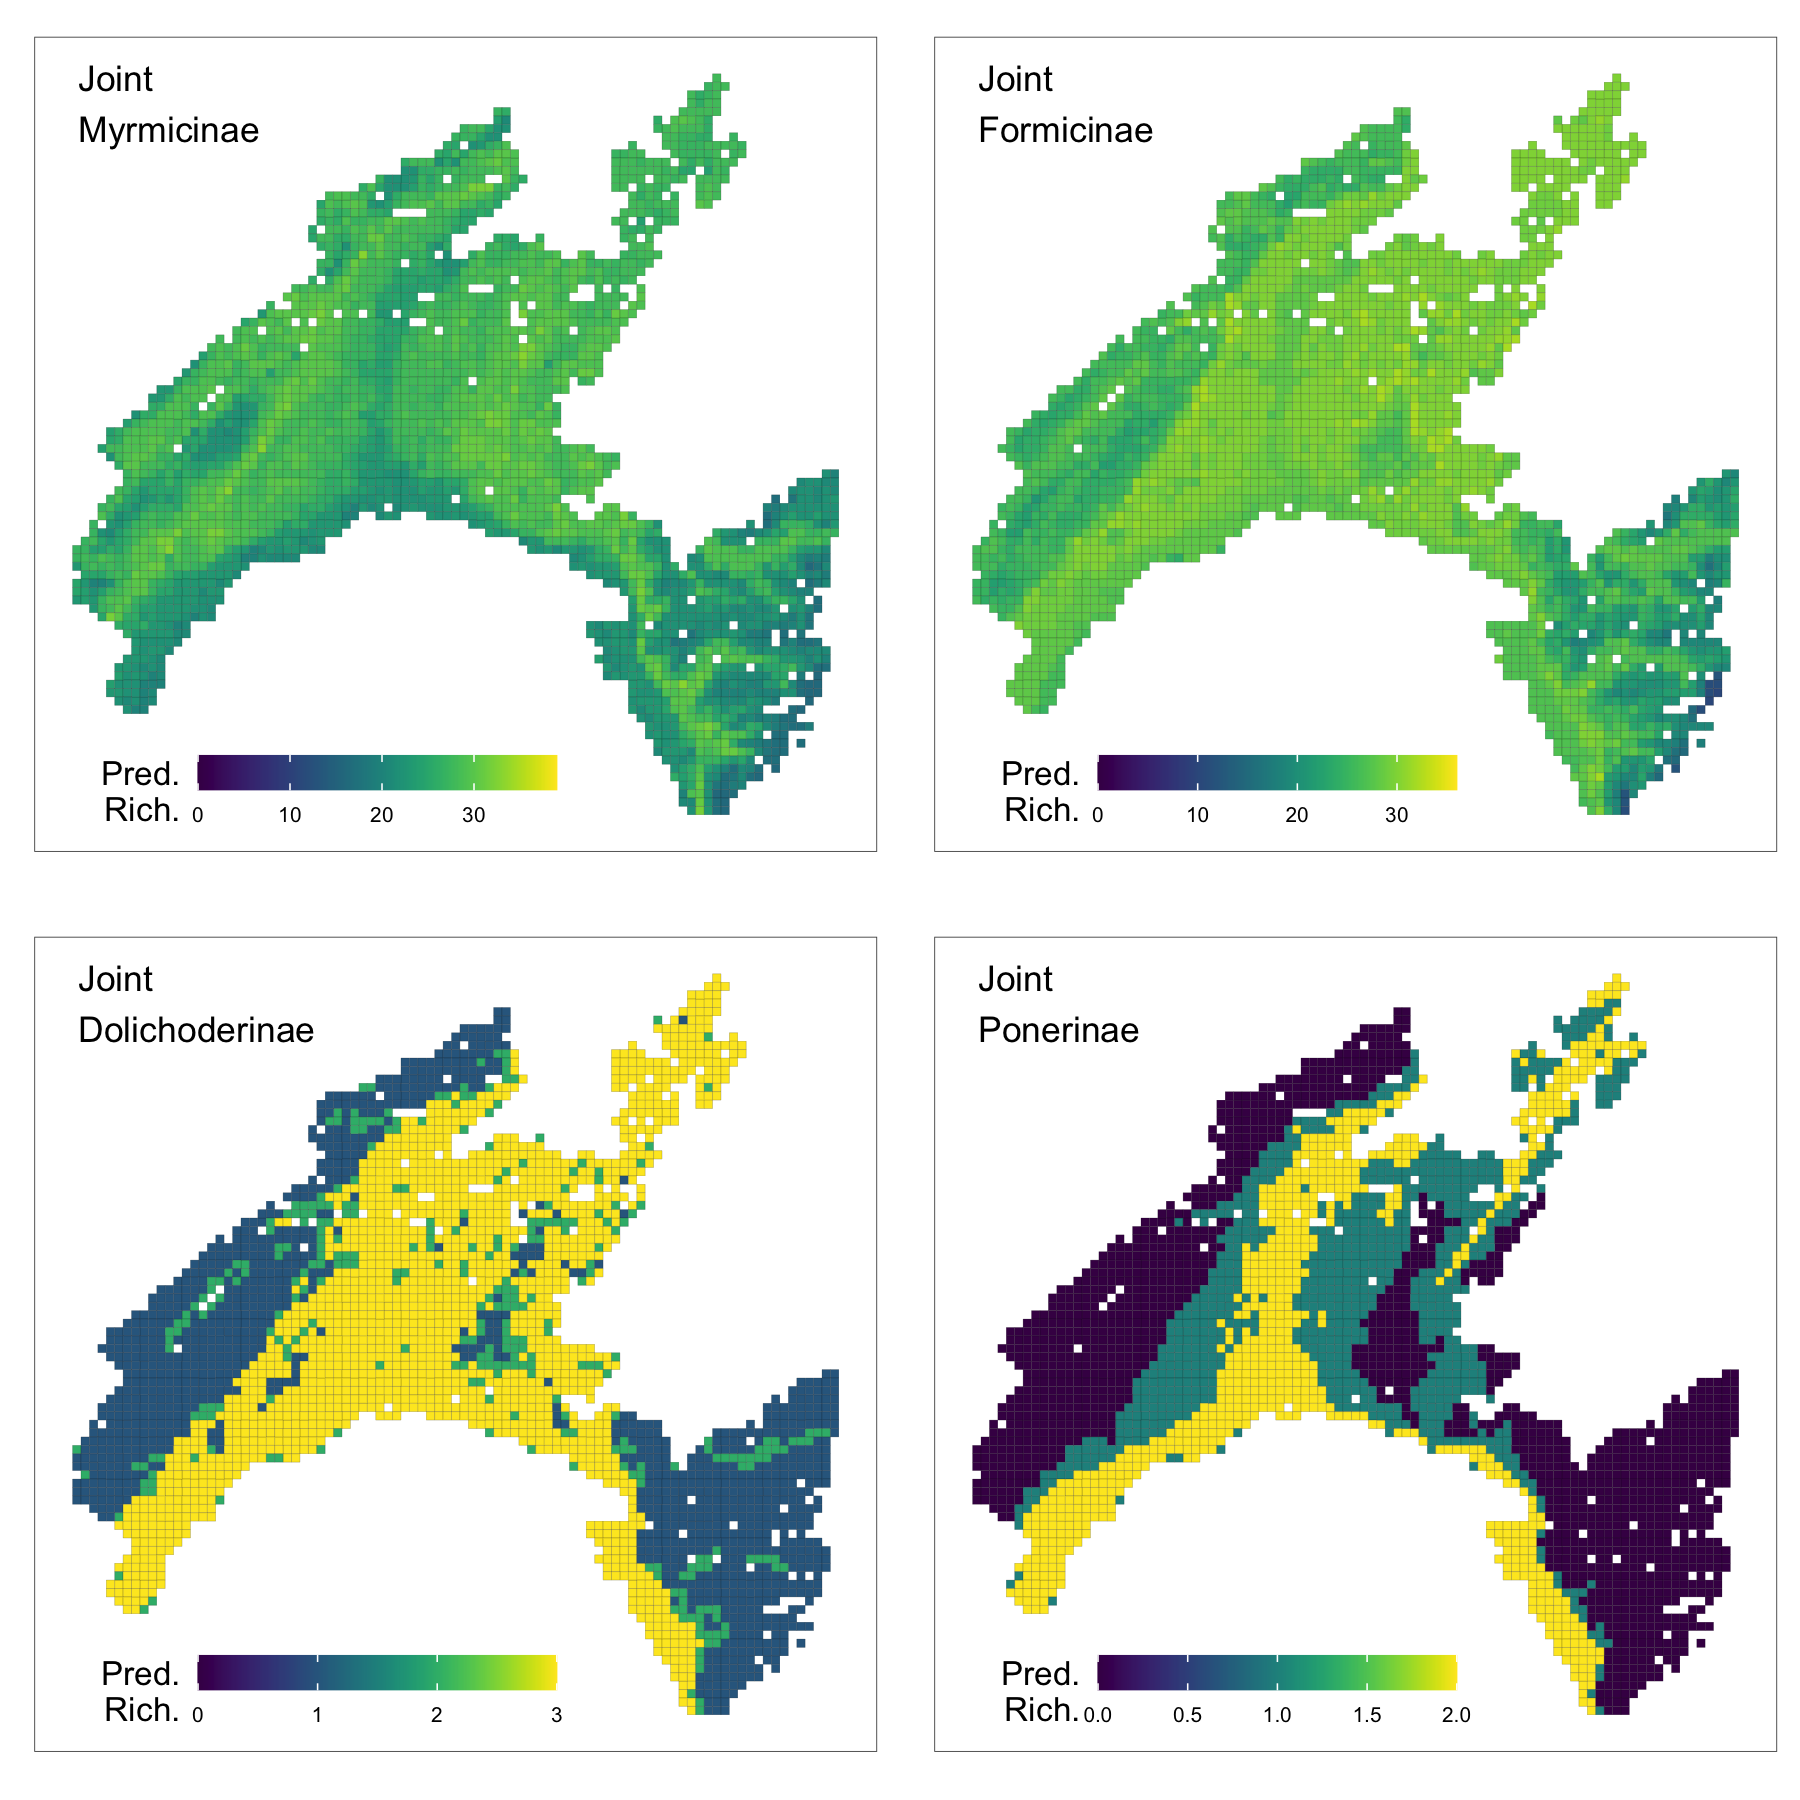 Joint
Myrmicinae
Pred.
Rich.
0 10 20 30
Joint
Formicinae
Pred.
Rich.
0 10 20 30
Joint
Dolichoderinae
Pred.
Rich.
0 1 2 3
Joint
Ponerinae
Pred.
Rich.
0.0 0.5 1.0 1.5 2.0